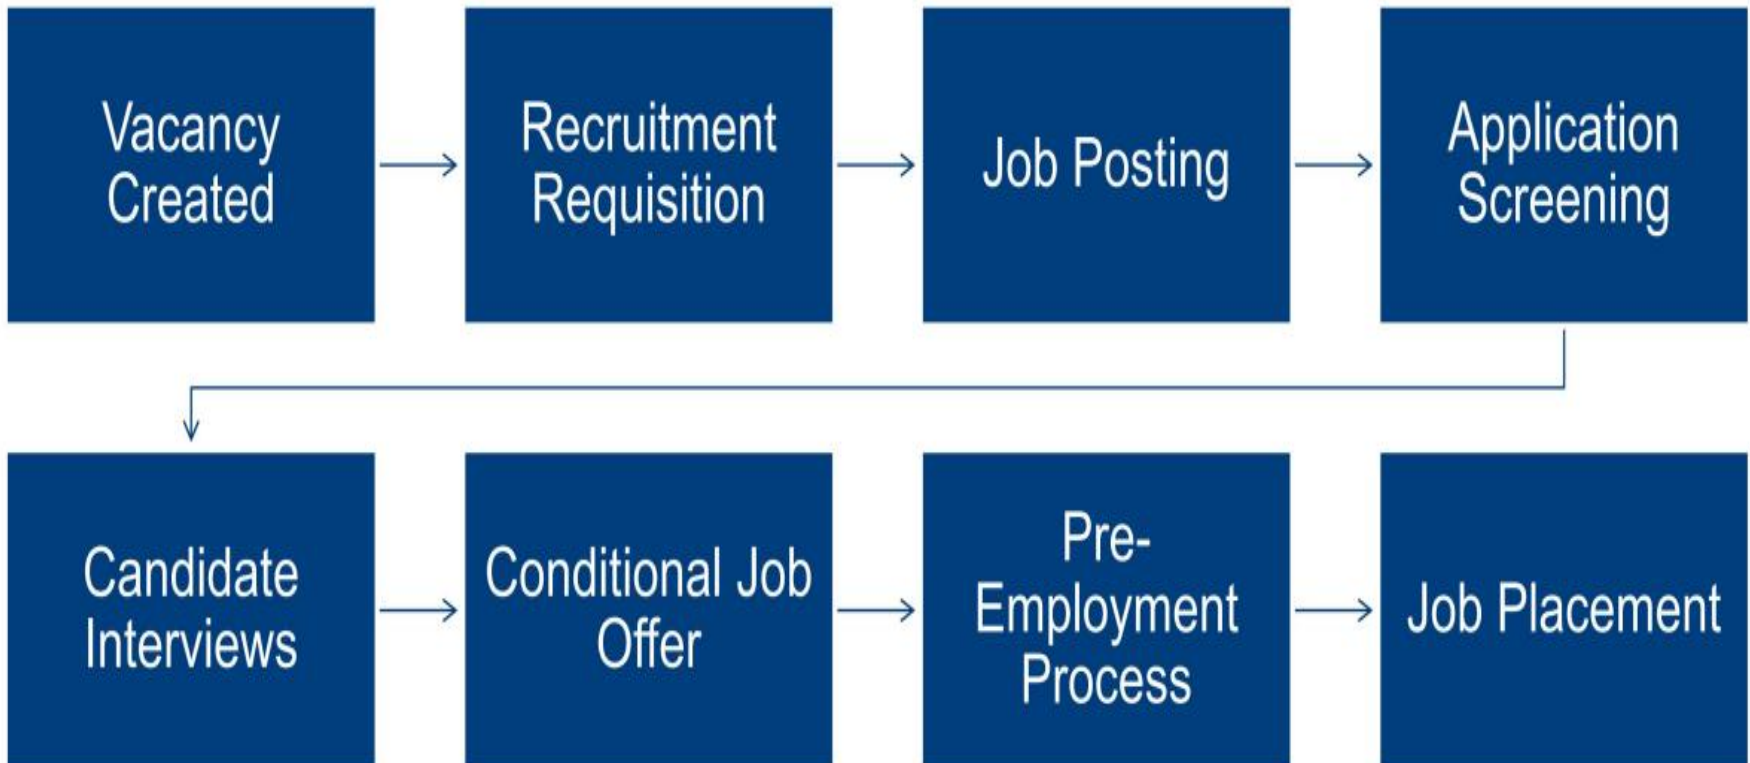 Vacancy
Created
Recruitment
Requisition
Job Posting
Application
Screening
Candidate
Interviews
Conditional Job
Offer
Pre-
Employment
Process
Job Placement